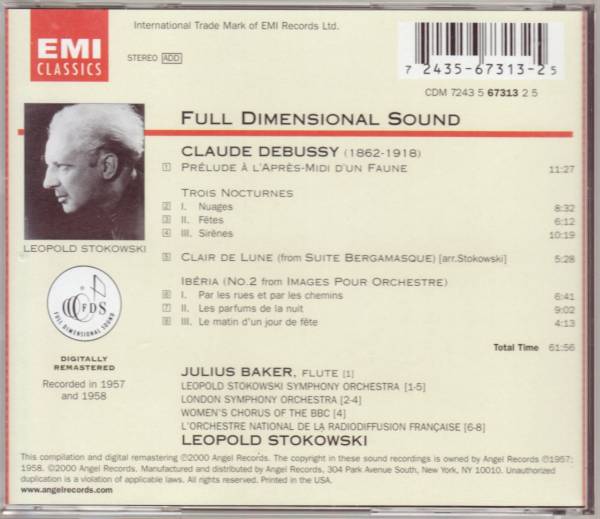 EMI
CLASSICS
International Trade Mark of EMI Records Ltd.
STEREO ADD
7 24356-67313-2 5
CDM 7243 5 67313 2 5
FULL DIMENSIONAL SOUND
CLAUDE DEBUSSY (1862-1918)
1 PRÉLUDE À L'APRÈS-MIDI D'UN FAUNE 11:27
TROIS NOCTURNES
2 I. Nuages 8:32
3 II. Fêtes 6:12
4 III. Sirènes 10:19
LEOPOLD STOKOWSKI
5 CLAIR DE LUNE (from SUITE BERGAMASQUE) [arr.Stokowski] 5:28
IBÉRIA (NO.2 from IMAGES POUR ORCHESTRE)
6 I. Par les rues et par les chemins 6:41
7 II. Les parfums de la nuit 9:02
8 III. Le matin d'un jour de fête 4:13
FDS
FULL DIMENSIONAL SOUND
Total Time 61:56
DIGITALLY
REMASTERED
Recorded in 1957
and 1958
JULIUS BAKER, FLUTE [1]
LEOPOLD STOKOWSKI SYMPHONY ORCHESTRA [1-5]
LONDON SYMPHONY ORCHESTRA [2-4]
WOMEN'S CHORUS OF THE BBC [4]
L'ORCHESTRE NATIONAL DE LA RADIODIFFUSION FRANÇAISE [6-8]
LEOPOLD STOKOWSKI
This compilation and digital remastering ℗2000 Angel Records. The copyright in these sound recordings is owned by Angel Records ℗1957;
1958. ©2000 Angel Records. Manufactured and distributed by Angel Records, 304 Park Avenue South, New York, NY 10010. Unauthorized
duplication is a violation of applicable laws. All rights reserved. Printed in the USA.
www.angelrecords.com